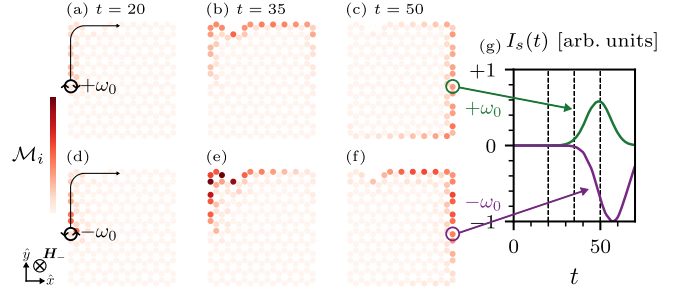 (a) t = 20
(b) t = 35
(c) t = 50
(g) I_s(t) [arb. units]
+ω₀
+ω₀
ℳ_i
(d)
(e)
(f)
−ω₀
−ω₀
+1
0
−1
0
50
t
ŷ
H₋
x̂